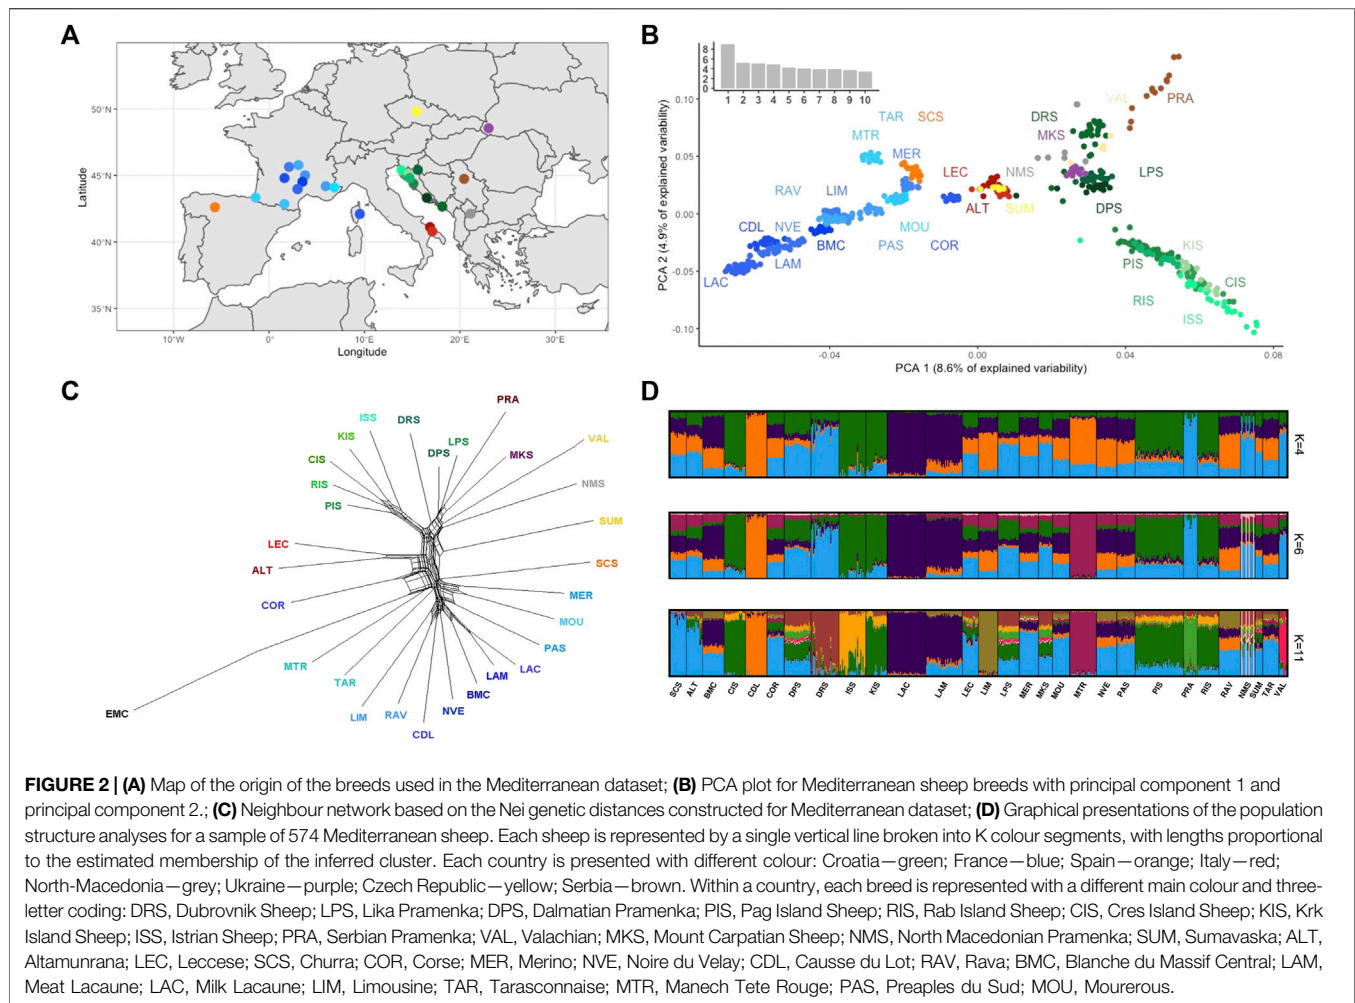 A
50°N
45°N
40°N
35°N
Latitude
10°W
0°
10°E
20°E
30°E
Longitude
B
8
6
4
2
0
1 2 3 4 5 6 7 8 9 10
0.10
0.05
0.00
-0.05
-0.10
PCA 2 (4.9% of explained variability)
TAR
SCS
MTR
MER
DRS
VAL
PRA
MKS
LEC
NMS
LPS
RAV
LIM
ALT
SUM
DPS
CDL
NVE
MOU
LAM
BMC
PAS
COR
LAC
KIS
PIS
CIS
RIS
ISS
-0.04
0.00
0.04
0.08
PCA 1 (8.6% of explained variability)
C
PRA
ISS
DRS
KIS
LPS
VAL
CIS
DPS
MKS
RIS
NMS
PIS
SUM
LEC
ALT
SCS
COR
MER
MOU
PAS
MTR
LAC
TAR
LAM
BMC
EMC
LIM
RAV
NVE
CDL
D
K=4
K=6
K=11
SCS ALT BMC CIS CDL COR DPS DRS ISS KIS LAC LAM LEC LIM LPS MER MKS MOU MTR NVE PAS PIS PRA RIS RAV NMS SUM TAR VAL
FIGURE 2 | (A) Map of the origin of the breeds used in the Mediterranean dataset; (B) PCA plot for Mediterranean sheep breeds with principal component 1 and
principal component 2.; (C) Neighbour network based on the Nei genetic distances constructed for Mediterranean dataset; (D) Graphical presentations of the population
structure analyses for a sample of 574 Mediterranean sheep. Each sheep is represented by a single vertical line broken into K colour segments, with lengths proportional
to the estimated membership of the inferred cluster. Each country is presented with different colour: Croatia—green; France—blue; Spain—orange; Italy—red;
North-Macedonia—grey; Ukraine—purple; Czech Republic—yellow; Serbia—brown. Within a country, each breed is represented with a different main colour and three-
letter coding: DRS, Dubrovnik Sheep; LPS, Lika Pramenka; DPS, Dalmatian Pramenka; PIS, Pag Island Sheep; RIS, Rab Island Sheep; CIS, Cres Island Sheep; KIS, Krk
Island Sheep; ISS, Istrian Sheep; PRA, Serbian Pramenka; VAL, Valachian; MKS, Mount Carpatian Sheep; NMS, North Macedonian Pramenka; SUM, Sumavaska; ALT,
Altamunrana; LEC, Leccese; SCS, Churra; COR, Corse; MER, Merino; NVE, Noire du Velay; CDL, Causse du Lot; RAV, Rava; BMC, Blanche du Massif Central; LAM,
Meat Lacaune; LAC, Milk Lacaune; LIM, Limousine; TAR, Tarasconnaise; MTR, Manech Tete Rouge; PAS, Preaples du Sud; MOU, Mourerous.